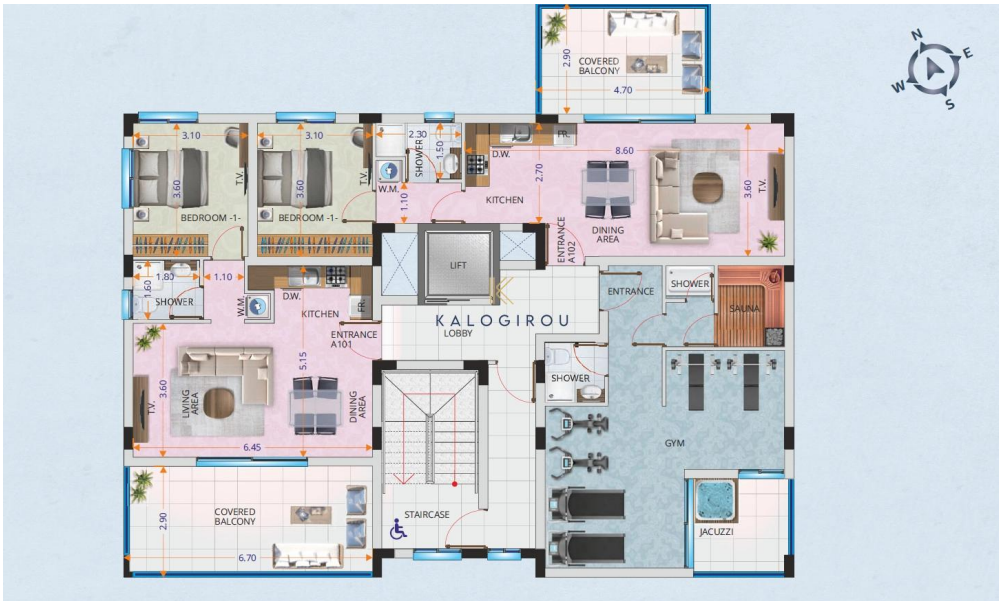 N
E
W
S
2.90
COVERED
BALCONY
4.70
3.10
3.60
T.V.
BEDROOM -1-
3.10
3.60
T.V.
BEDROOM -1-
2.30
SHOWER
1.50
W.M.
1.10
D.W.
FR.
2.70
KITCHEN
8.60
DINING
AREA
3.60
T.V.
ENTRANCE
A102
LIFT
1.80
1.60
SHOWER
1.10
W.M.
D.W.
KITCHEN
FR.
ENTRANCE
A101
KALOGIROU
LOBBY
ENTRANCE
SHOWER
SAUNA
T.V.
3.60
LIVING
AREA
5.15
DINING
AREA
6.45
SHOWER
GYM
2.90
COVERED
BALCONY
6.70
STAIRCASE
JACUZZI